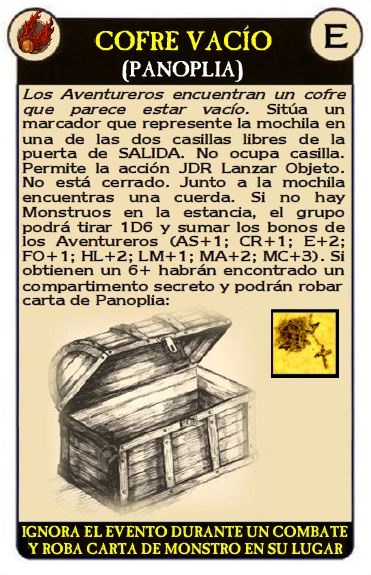 E
COFRE VACÍO
(PANOPLIA)
Los Aventureros encuentran un cofre
que parece estar vacío. Sitúa un
marcador que represente la mochila en
una de las dos casillas libres de la
puerta de SALIDA. No ocupa casilla.
Permite la acción JDR Lanzar Objeto.
No está cerrado. Junto a la mochila
encuentras una cuerda. Si no hay
Monstruos en la estancia, el grupo
podrá tirar 1D6 y sumar los bonos de
los Aventureros (AS+1; CR+1; E+2;
FO+1; HL+2; LM+1; MA+2; MC+3). Si
obtienen un 6+ habrán encontrado un
compartimento secreto y podrán robar
carta de Panoplia:
IGNORA EL EVENTO DURANTE UN COMBATE
Y ROBA CARTA DE MONSTRO EN SU LUGAR